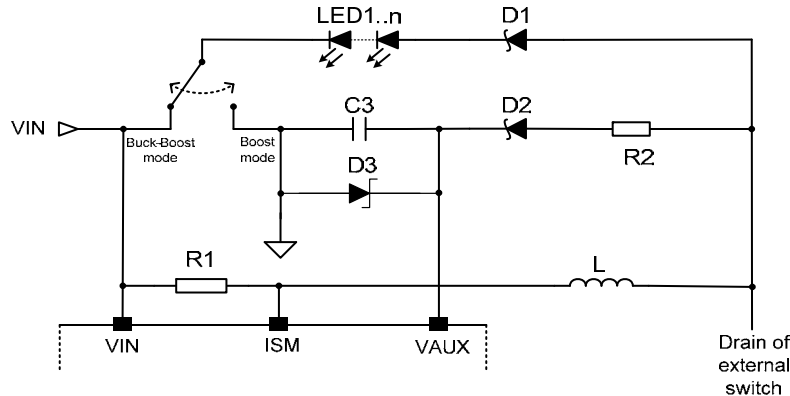 LED1..n
D1
VIN
Buck-Boost
mode
Boost
mode
C3
D2
D3
R2
R1
L
VIN
ISM
VAUX
Drain of
external
switch